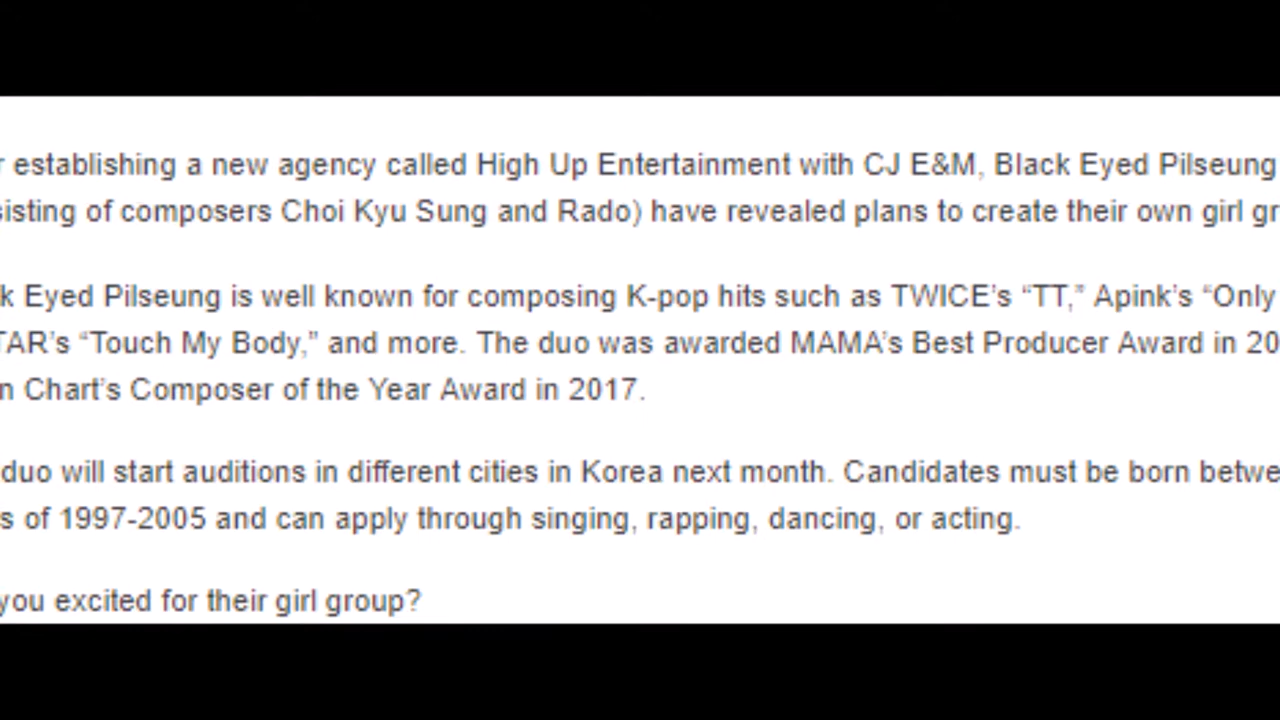 r establishing a new agency called High Up Entertainment with CJ E&M, Black Eyed Pilseung
sisting of composers Choi Kyu Sung and Rado) have revealed plans to create their own girl gr
k Eyed Pilseung is well known for composing K-pop hits such as TWICE’s “TT,” Apink’s “Only
TAR’s “Touch My Body,” and more. The duo was awarded MAMA’s Best Producer Award in 20
n Chart’s Composer of the Year Award in 2017.
duo will start auditions in different cities in Korea next month. Candidates must be born betwe
s of 1997-2005 and can apply through singing, rapping, dancing, or acting.
you excited for their girl group?